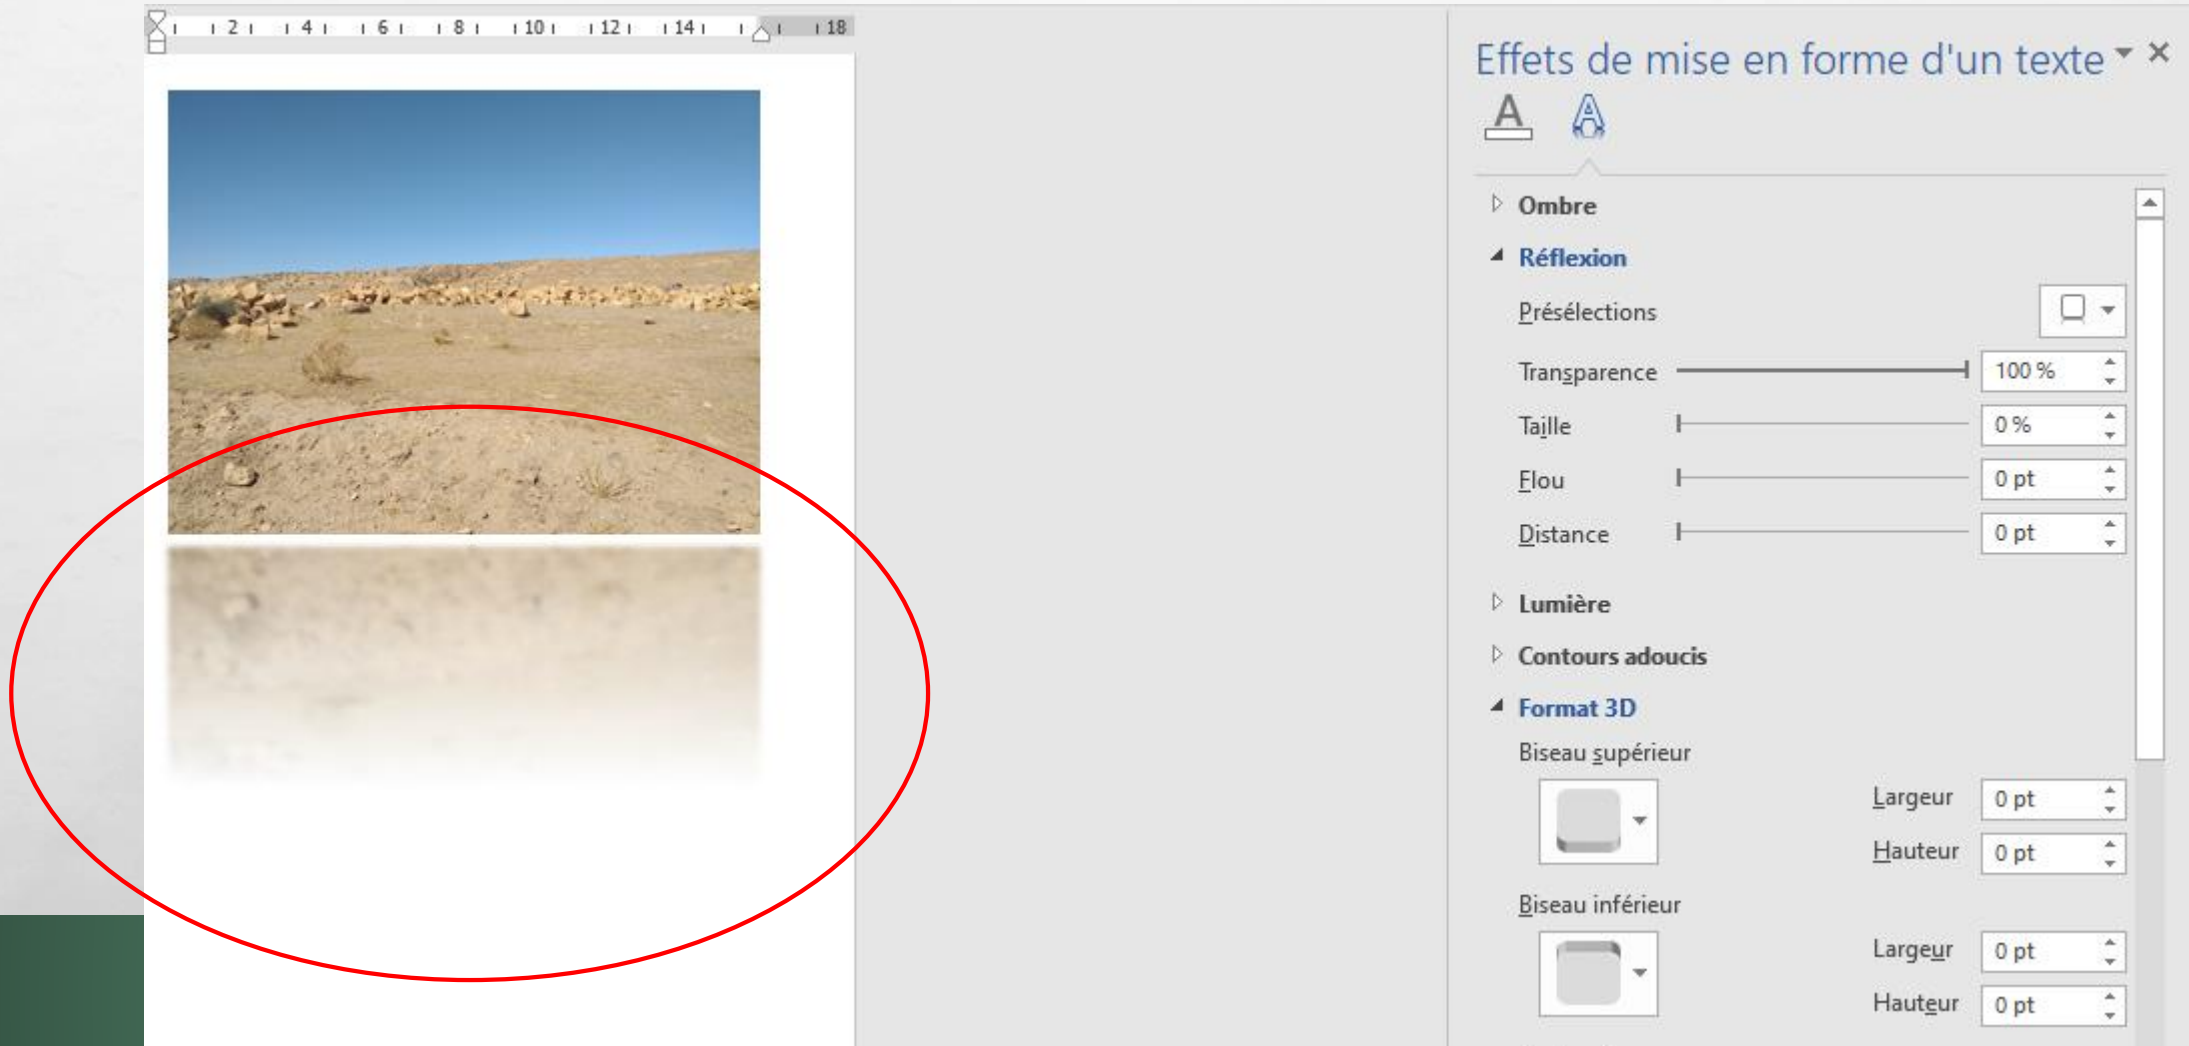 2 4 6 8 10 12 14 18
Effets de mise en forme d'un texte
A A
Ombre
Réflexion
Présélections
Transparence 100 %
Taille 0 %
Flou 0 pt
Distance 0 pt
Lumière
Contours adoucis
Format 3D
Biseau supérieur
Largeur 0 pt
Hauteur 0 pt
Biseau inférieur
Largeur 0 pt
Hauteur 0 pt